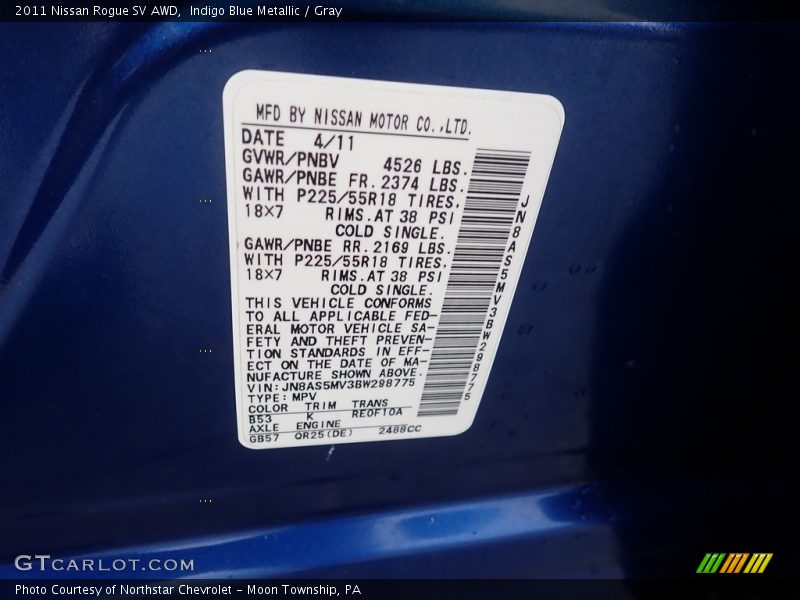 2011 Nissan Rogue SV AWD,  Indigo Blue Metallic / Gray
MFD BY NISSAN MOTOR CO.,LTD.
DATE 4/11
GVWR/PNBV 4526 LBS.
GAWR/PNBE FR. 2374 LBS.
WITH P225/55R18 TIRES,
18X7 RIMS.AT 38 PSI
COLD SINGLE.
GAWR/PNBE RR. 2169 LBS.
WITH P225/55R18 TIRES,
18X7 RIMS.AT 38 PSI
COLD SINGLE.
THIS VEHICLE CONFORMS
TO ALL APPLICABLE FED-
ERAL MOTOR VEHICLE SA-
FETY AND THEFT PREVEN-
TION STANDARDS IN EFF-
ECT ON THE DATE OF MA-
NUFACTURE SHOWN ABOVE.
VIN:JN8AS5MV3BW298775
TYPE:MPV
COLOR TRIM TRANS
B53 K RE0F10A
AXLE ENGINE
GB57 QR25(DE) 2488CC
JN8AS5MV3BW298775
GTCARLOT.COM
Photo Courtesy of Northstar Chevrolet - Moon Township, PA